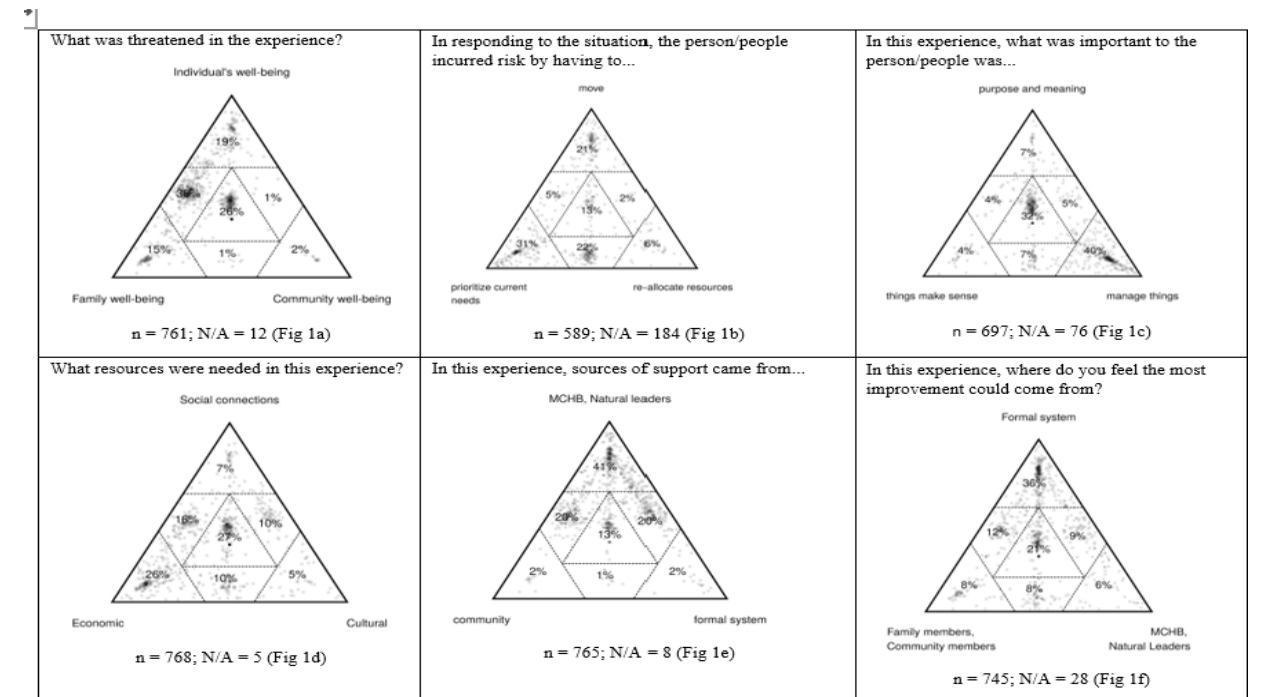 What was threatened in the experience?
Individual's well-being
19%
1%
26%
15%
1%
2%
Family well-being
Community well-being
n = 761; N/A = 12 (Fig 1a)
In responding to the situation, the person/people
incurred risk by having to...
move
21%
5%
2%
13%
31%
22%
6%
prioritize current
needs
re-allocate resources
n = 589; N/A = 184 (Fig 1b)
In this experience, what was important to the
person/people was...
purpose and meaning
7%
4%
5%
32%
4%
7%
40%
things make sense
manage things
n = 697; N/A = 76 (Fig 1c)
What resources were needed in this experience?
Social connections
7%
10%
27%
26%
10%
5%
Economic
Cultural
n = 768; N/A = 5 (Fig 1d)
In this experience, sources of support came from...
MCHB, Natural leaders
41%
20%
20%
13%
2%
1%
2%
community
formal system
n = 765; N/A = 8 (Fig 1e)
In this experience, where do you feel the most
improvement could come from?
Formal system
36%
12%
9%
21%
8%
8%
6%
Family members,
Community members
MCHB,
Natural Leaders
n = 745; N/A = 28 (Fig 1f)